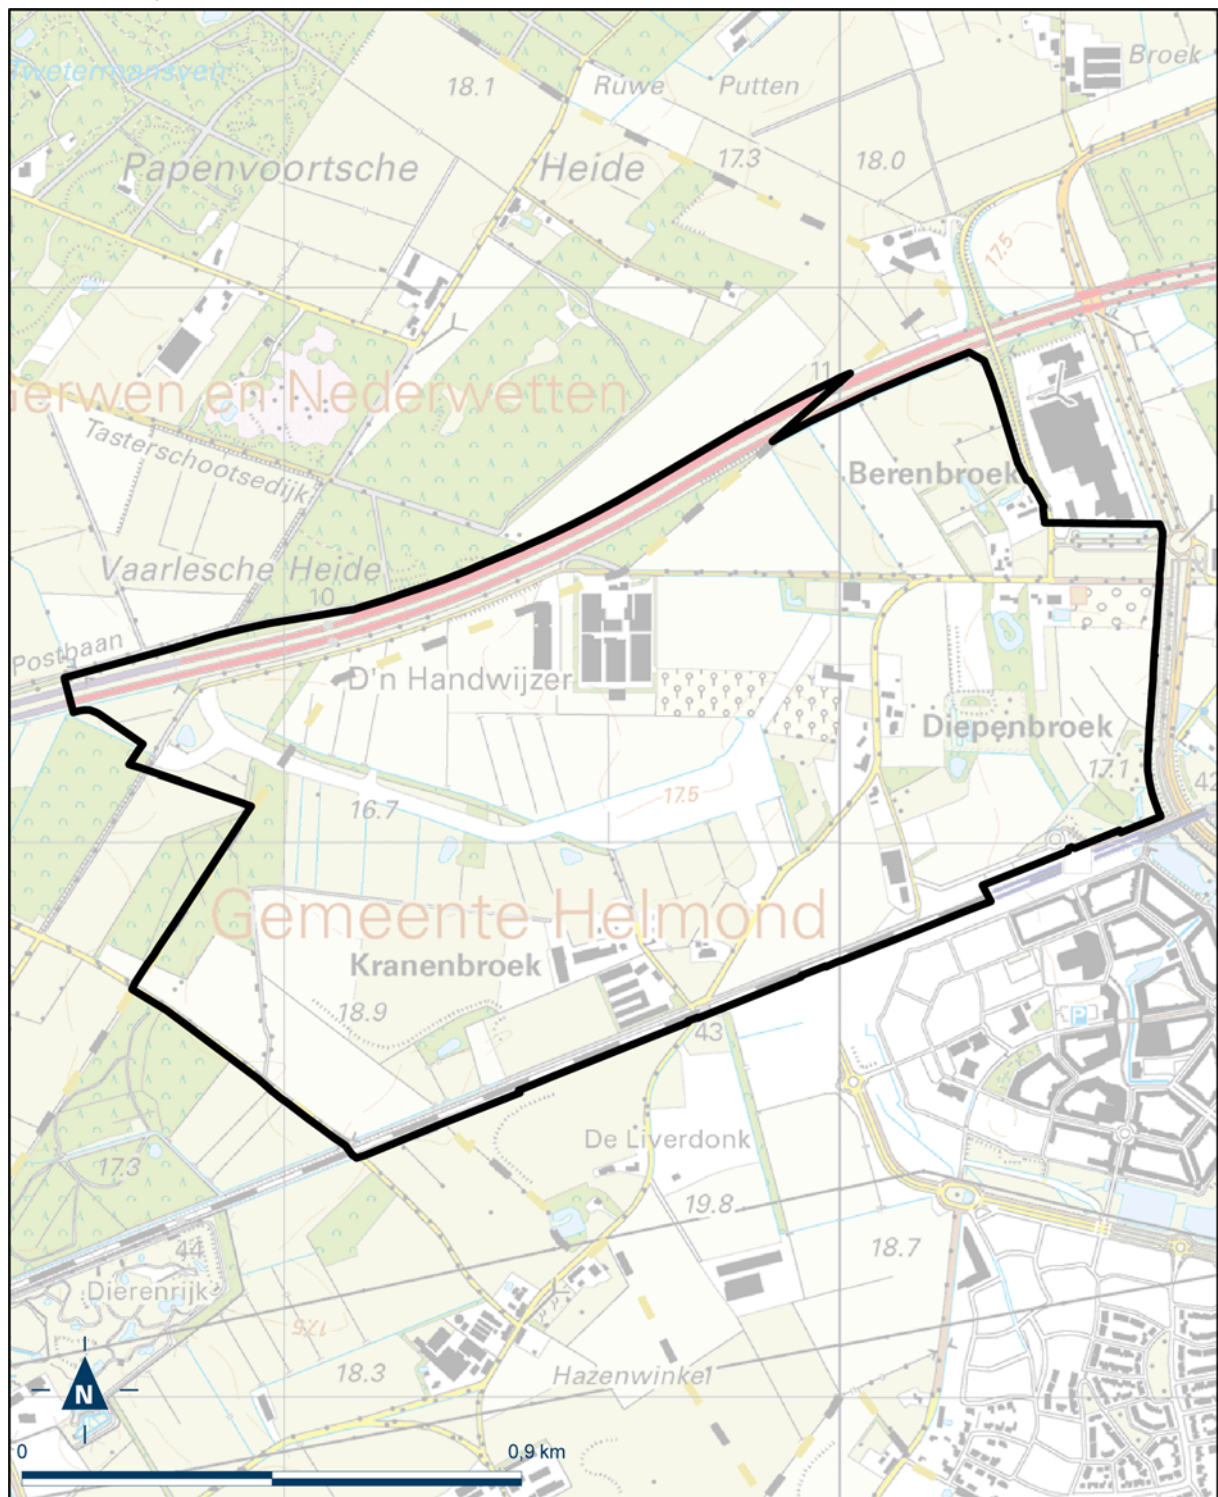 Broek
Twetermansven
18.1
Ruwe Putten
Papenvoortsche Heide
17.3
18.0
17.5
11
Gerwen en Nederwetten
Tasterschootsedijk
Berenbroek
Vaarlesche Heide
10
Postbaan
D'n Handwijzer
Diepenbroek
17.1
42
16.7
17.5
Gemeente Helmond
Kranenbroek
18.9
43
P
De Liverdonk
17.3
19.8
18.7
44
Dierenrijk
17.5
18.3
Hazenwinkel
N
0
0,9 km